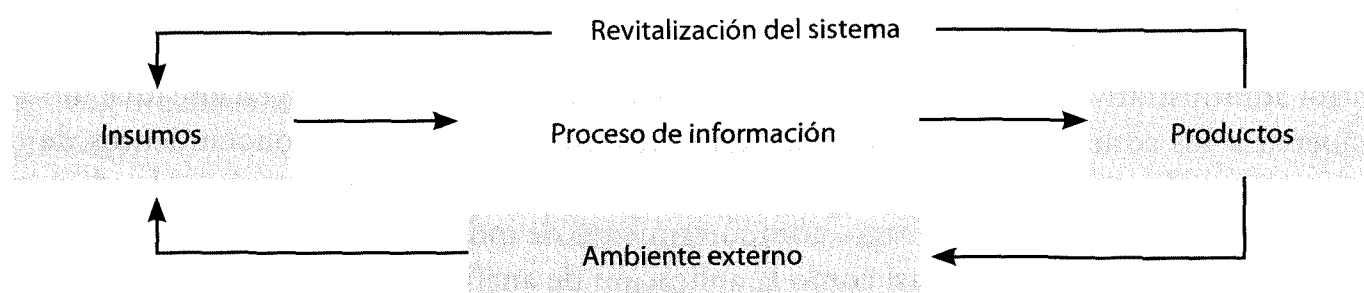 Revitalización del sistema
Insumos
Proceso de información
Productos
Ambiente externo